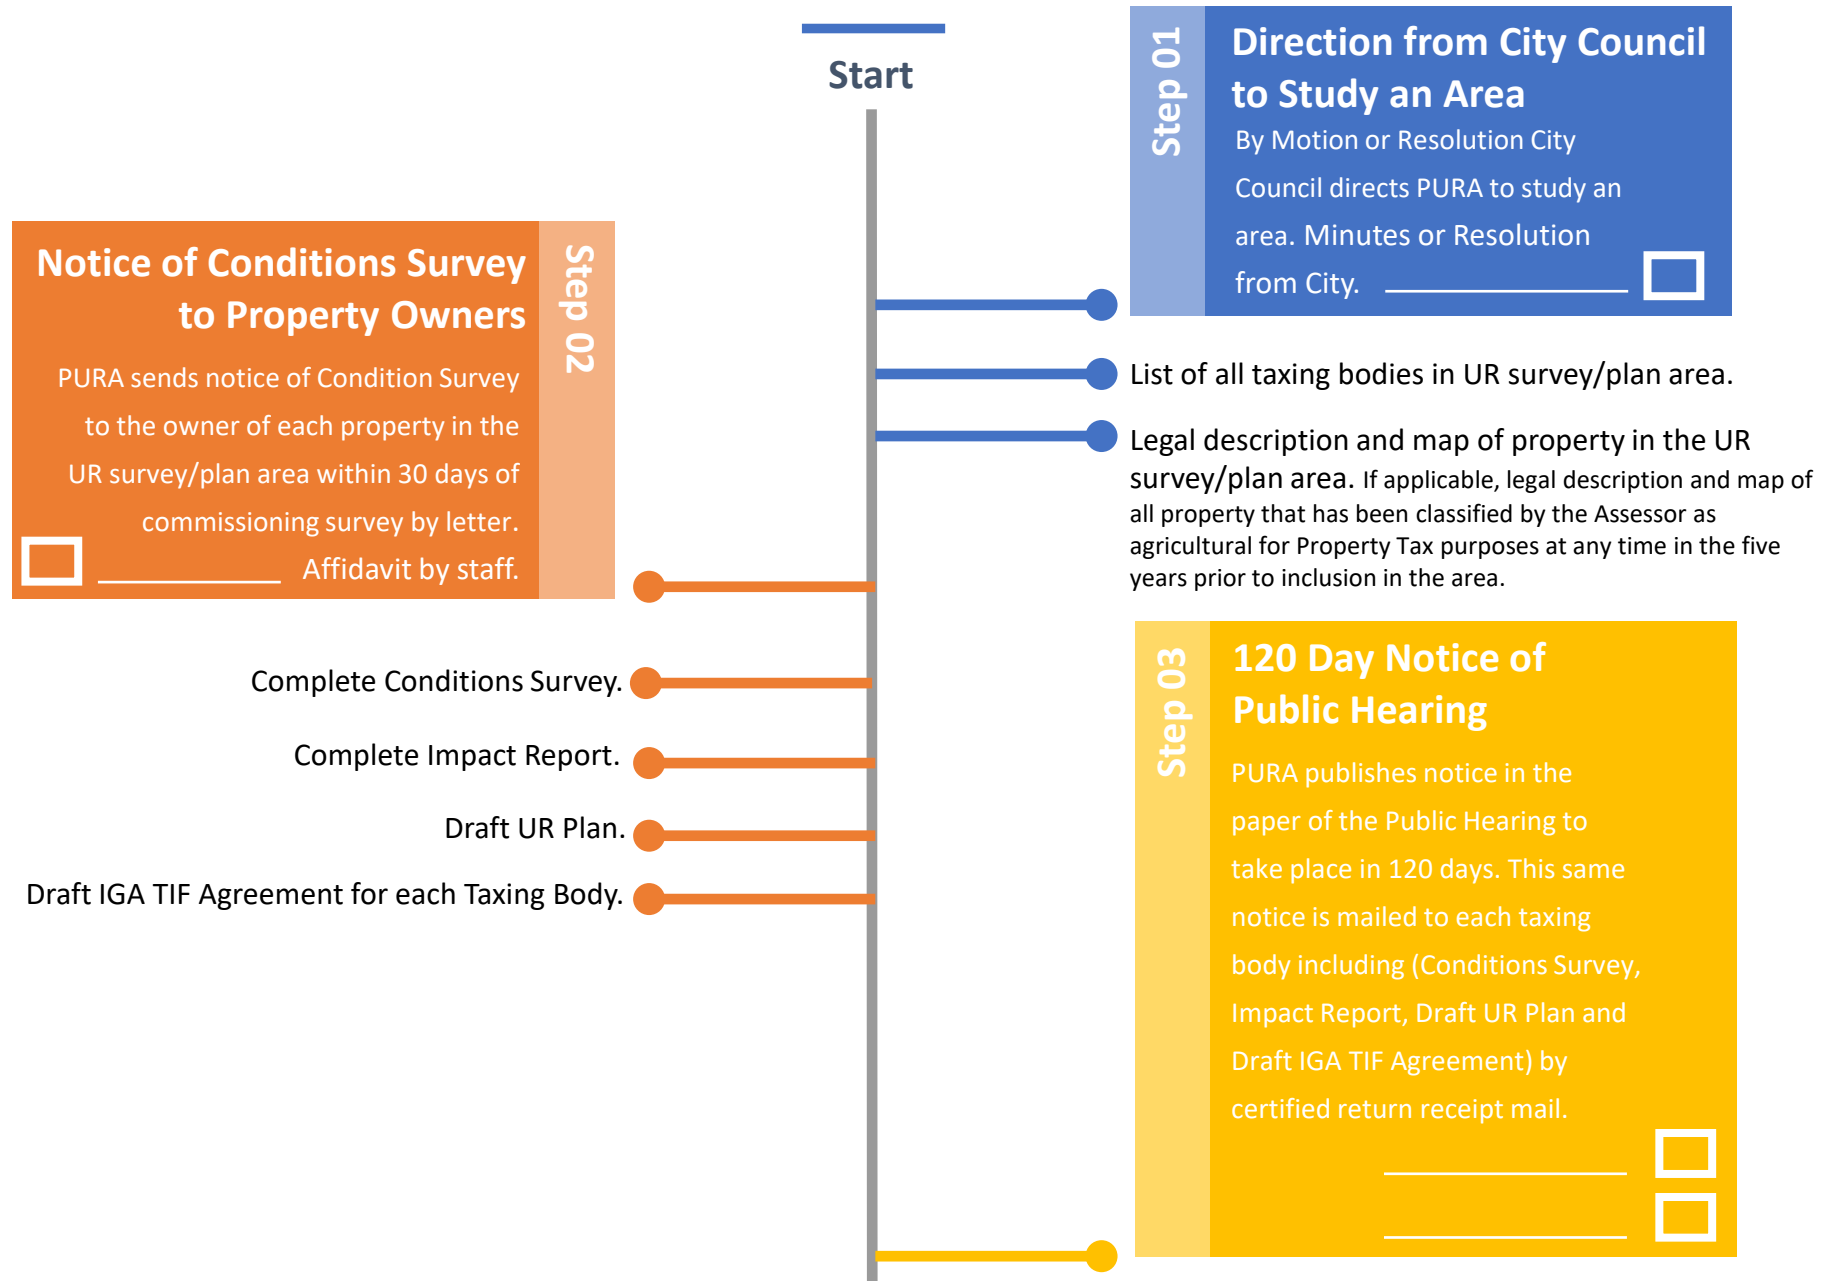 Start
Step 01
Direction from City Council
to Study an Area
By Motion or Resolution City
Council directs PURA to study an
area. Minutes or Resolution
from City.
List of all taxing bodies in UR survey/plan area.
Legal description and map of property in the UR
survey/plan area. If applicable, legal description and map of
all property that has been classified by the Assessor as
agricultural for Property Tax purposes at any time in the five
years prior to inclusion in the area.
Step 02
Notice of Conditions Survey
to Property Owners
PURA sends notice of Condition Survey
to the owner of each property in the
UR survey/plan area within 30 days of
commissioning survey by letter.
Affidavit by staff.
Complete Conditions Survey.
Complete Impact Report.
Draft UR Plan.
Draft IGA TIF Agreement for each Taxing Body.
Step 03
120 Day Notice of
Public Hearing
PURA publishes notice in the
paper of the Public Hearing to
take place in 120 days. This same
notice is mailed to each taxing
body including (Conditions Survey,
Impact Report, Draft UR Plan and
Draft IGA TIF Agreement) by
certified return receipt mail.